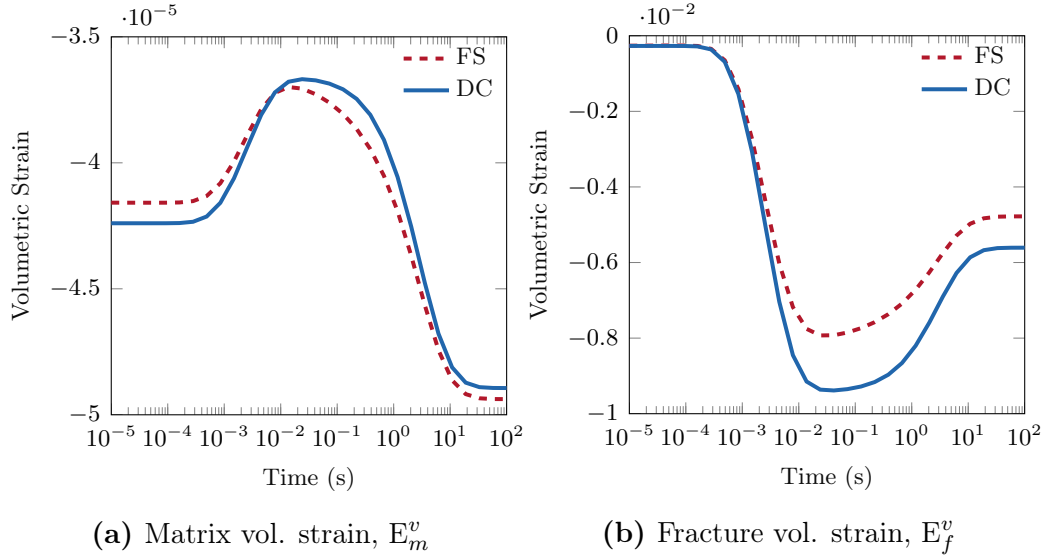 ·10⁻⁵
−3.5
−4
−4.5
−5
Volumetric Strain
FS
DC
10⁻⁵ 10⁻⁴ 10⁻³ 10⁻² 10⁻¹ 10⁰ 10¹ 10²
Time (s)
(a) Matrix vol. strain, Eᵥₘ
·10⁻²
0
−0.2
−0.4
−0.6
−0.8
−1
Volumetric Strain
FS
DC
10⁻⁵ 10⁻⁴ 10⁻³ 10⁻² 10⁻¹ 10⁰ 10¹ 10²
Time (s)
(b) Fracture vol. strain, E_f^v